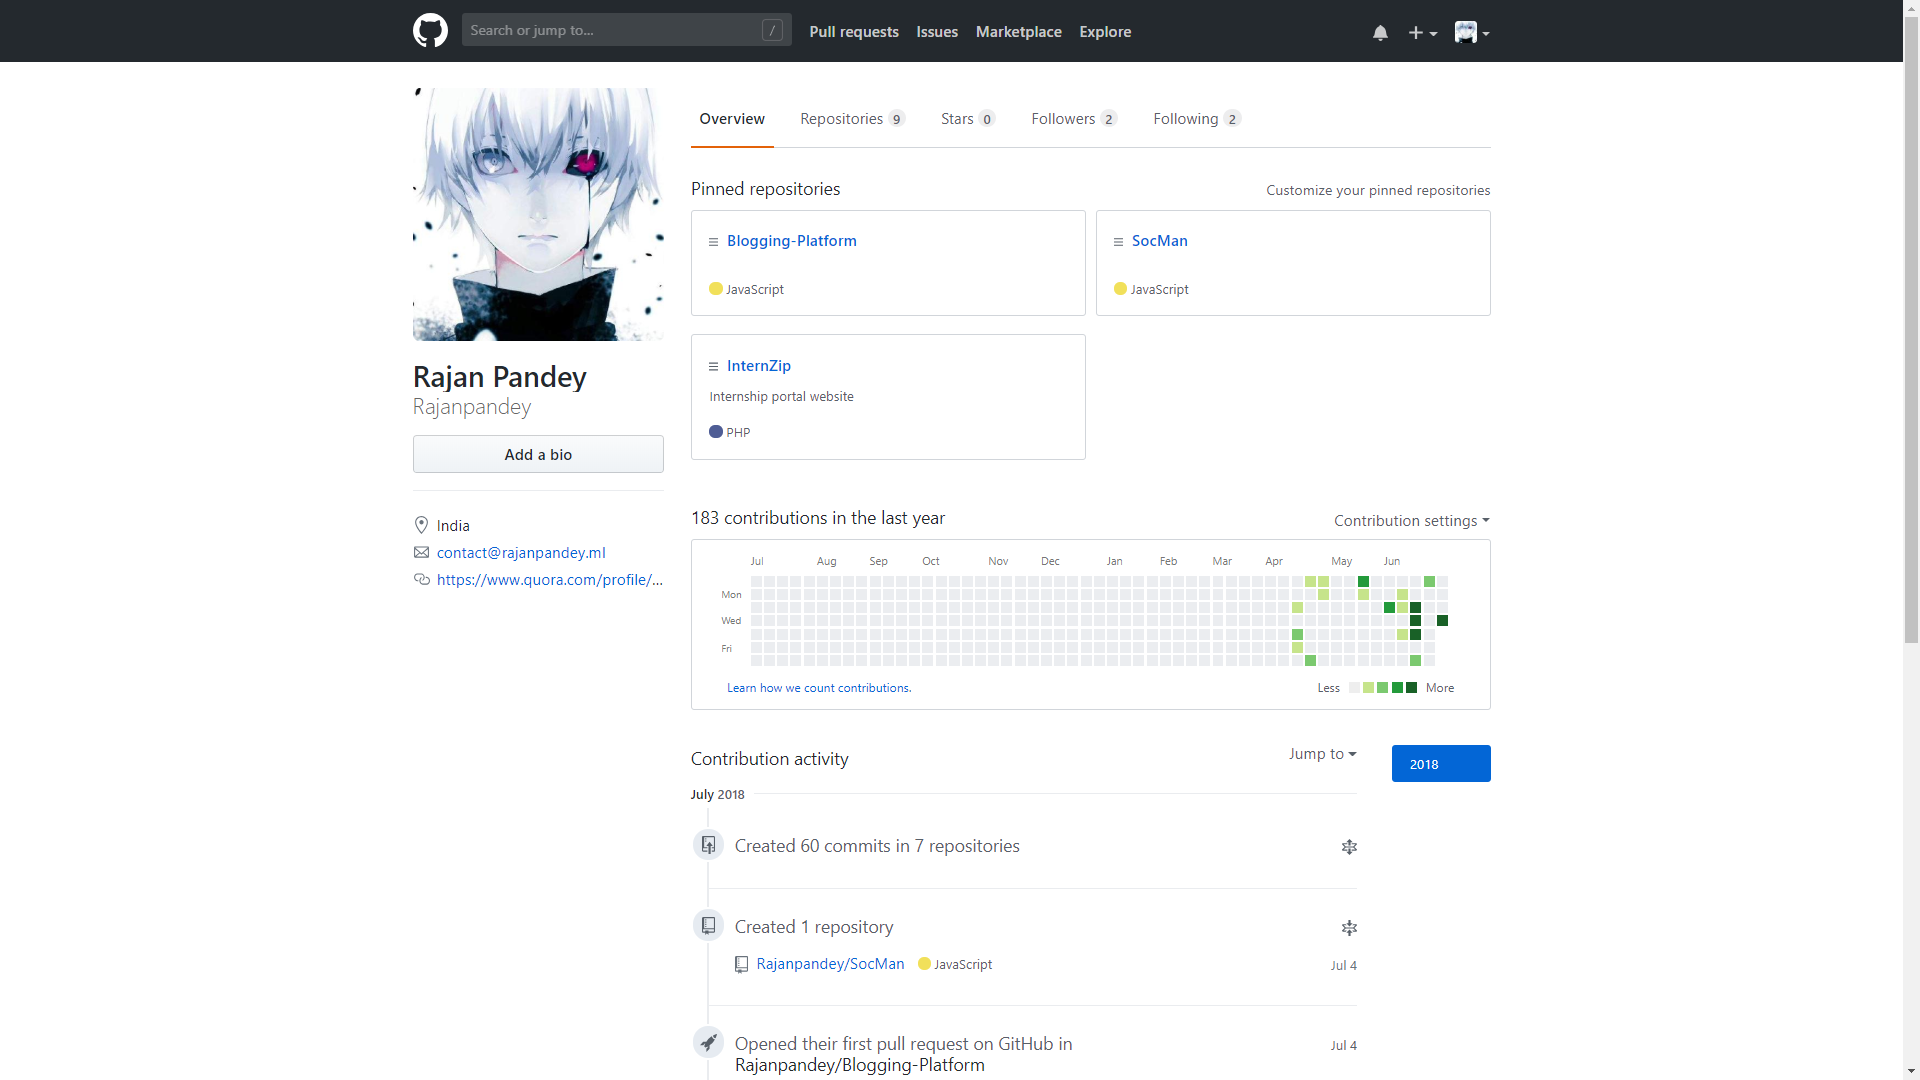 Search or jump to...
/
Pull requests
Issues
Marketplace
Explore
Rajan Pandey
Rajanpandey
Add a bio
India
contact@rajanpandey.ml
https://www.quora.com/profile/...
Overview
Repositories 9
Stars 0
Followers 2
Following 2
Pinned repositories
Customize your pinned repositories
Blogging-Platform
JavaScript
SocMan
JavaScript
InternZip
Internship portal website
PHP
183 contributions in the last year
Contribution settings
Jul Aug Sep Oct Nov Dec Jan Feb Mar Apr May Jun
Mon
Wed
Fri
Learn how we count contributions.
Less
More
Contribution activity
Jump to
2018
July 2018
Created 60 commits in 7 repositories
Created 1 repository
Rajanpandey/SocMan JavaScript Jul 4
Opened their first pull request on GitHub in Jul 4
Rajanpandey/Blogging-Platform